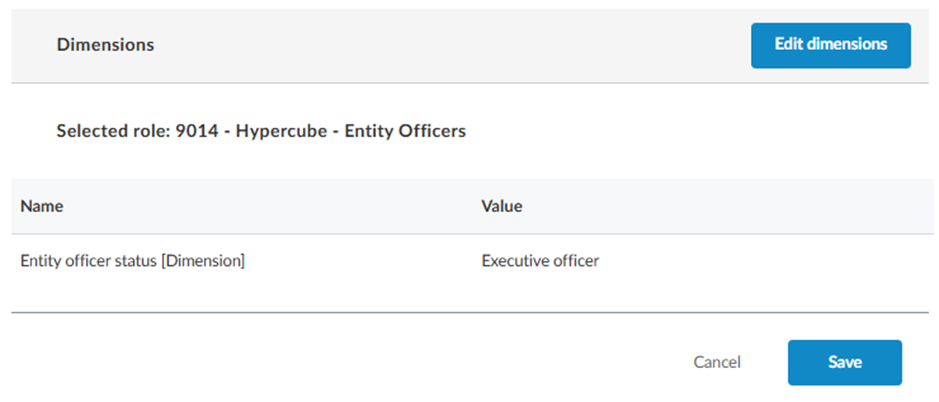 Dimensions
Edit dimensions
Selected role: 9014 - Hypercube - Entity Officers
Name
Value
Entity officer status [Dimension]
Executive officer
Cancel
Save